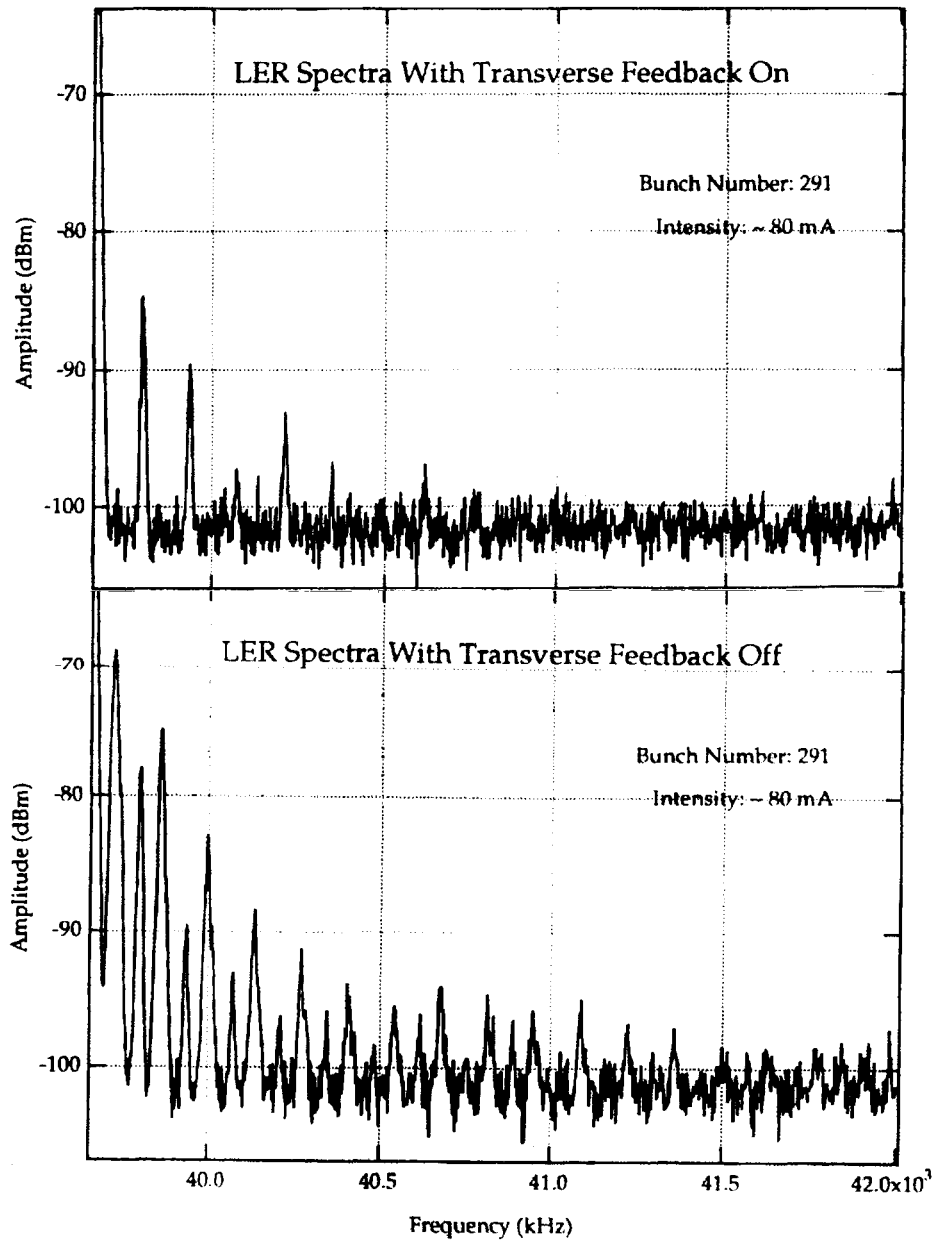 LER Spectra With Transverse Feedback On
-70
Bunch Number: 291
Intensity: ~ 80 mA
-80
-90
-100
Amplitude (dBm)
LER Spectra With Transverse Feedback Off
-70
Bunch Number: 291
Intensity: ~ 80 mA
-80
-90
-100
Amplitude (dBm)
40.0
40.5
41.0
41.5
42.0x10³
Frequency (kHz)